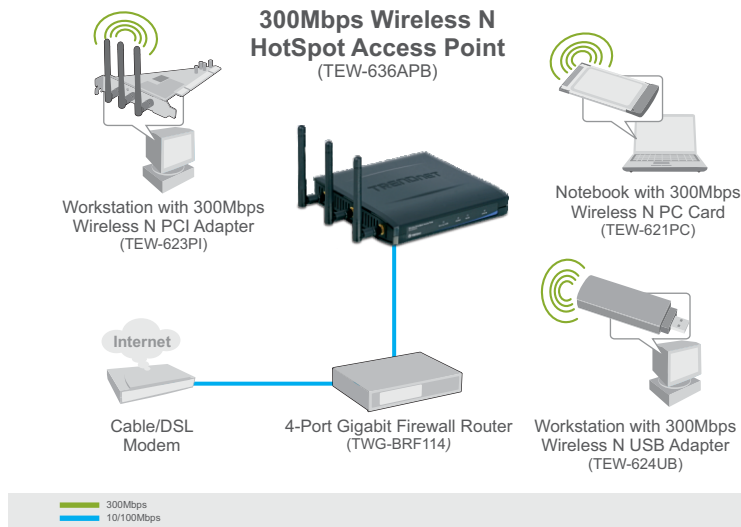 300Mbps Wireless N
HotSpot Access Point
(TEW-636APB)
TRENDNET
Workstation with 300Mbps
Wireless N PCI Adapter
(TEW-623PI)
Notebook with 300Mbps
Wireless N PC Card
(TEW-621PC)
Internet
Cable/DSL
Modem
4-Port Gigabit Firewall Router
(TWG-BRF114)
Workstation with 300Mbps
Wireless N USB Adapter
(TEW-624UB)
300Mbps
10/100Mbps